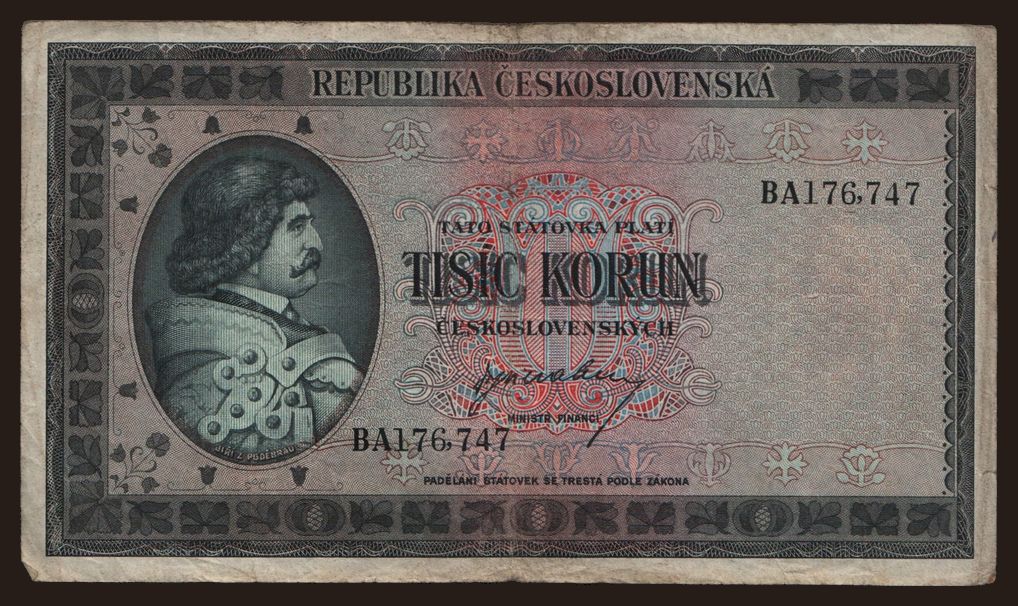 REPUBLIKA ČESKOSLOVENSKÁ
BA176,747
TATO STÁTOVKA PLATÍ
TISÍC KORUN
ČESKOSLOVENSKÝCH
MINISTR FINANCÍ
BA176,747
JIŘÍ Z PODĚBRAD
PADĚLÁNÍ STÁTOVEK SE TRESTÁ PODLE ZÁKONA